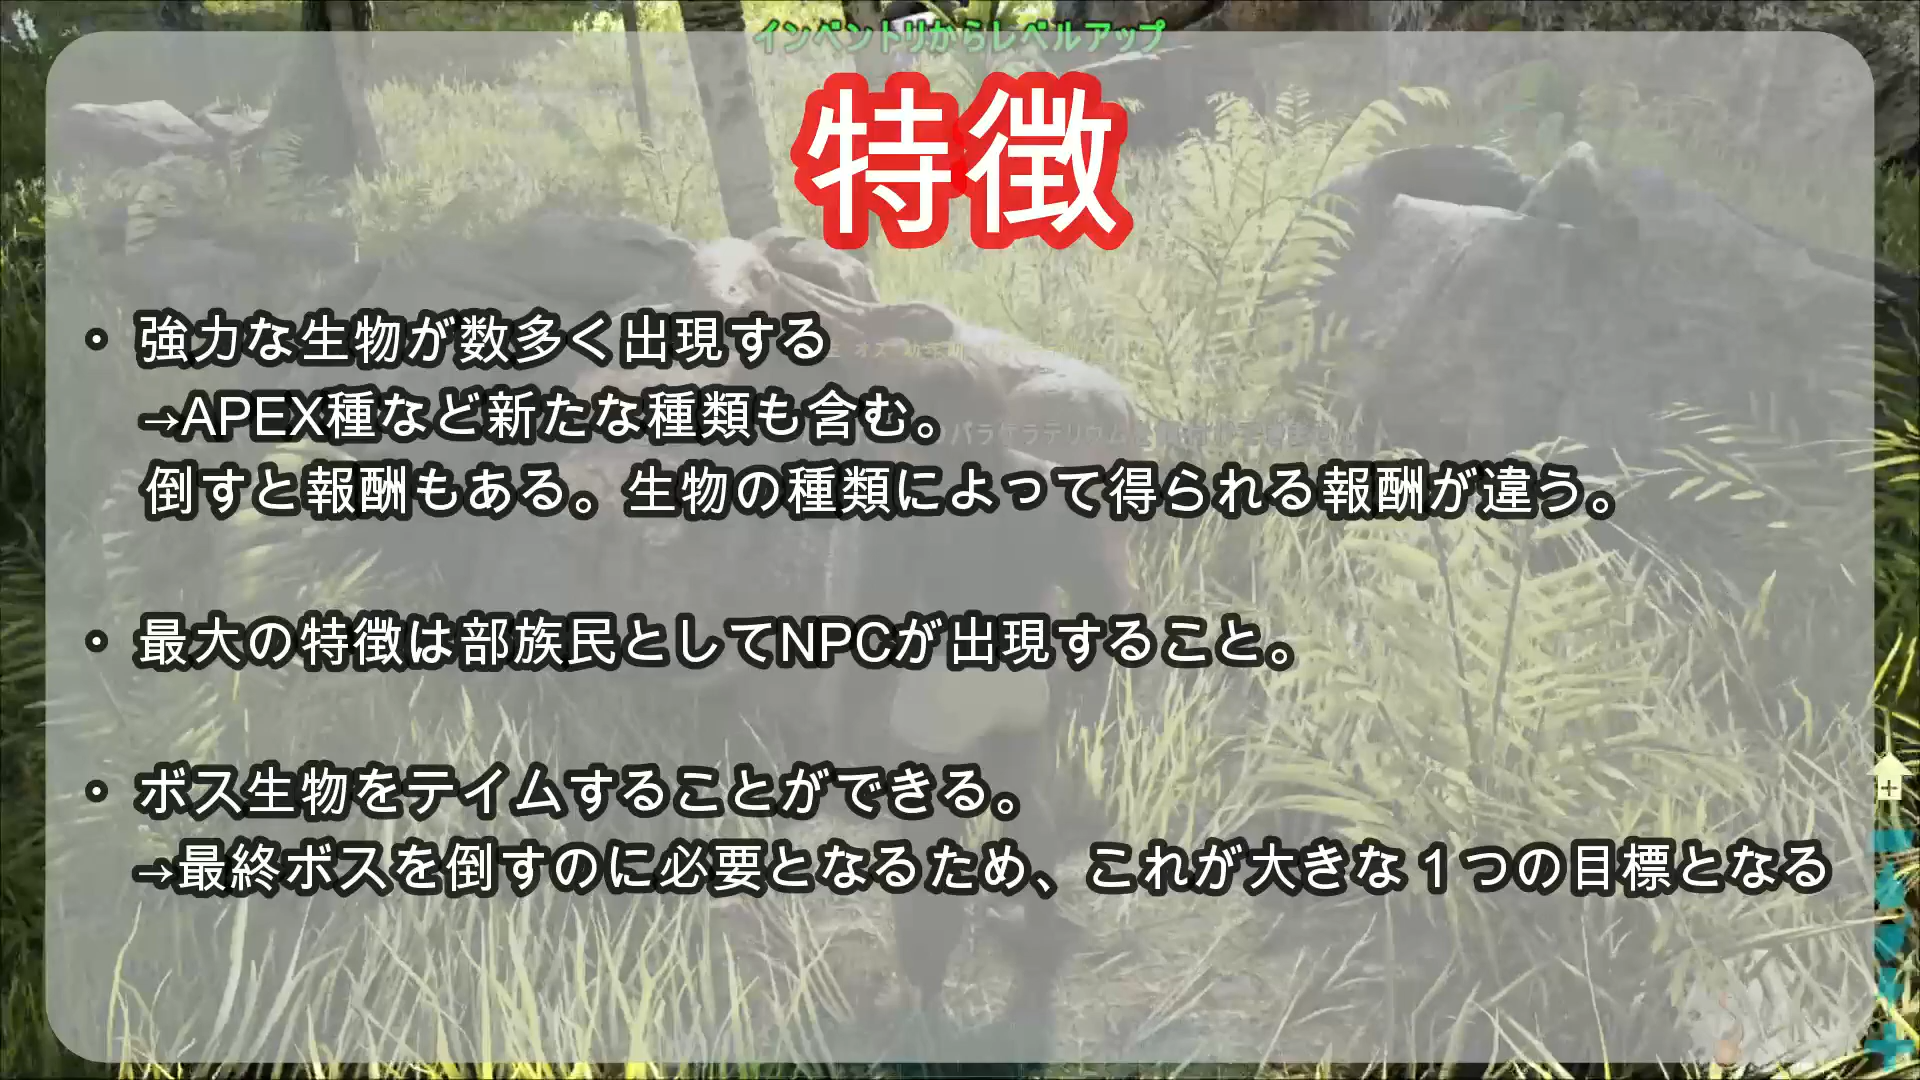 インベントリからレベルアップ
特徴
・ 強力な生物が数多く出現する
→APEX種など新たな種類も含む。
倒すと報酬もある。生物の種類によって得られる報酬が違う。
・ 最大の特徴は部族民としてNPCが出現すること。
・ ボス生物をテイムすることができる。
→最終ボスを倒すのに必要となるため、これが大きな１つの目標となる